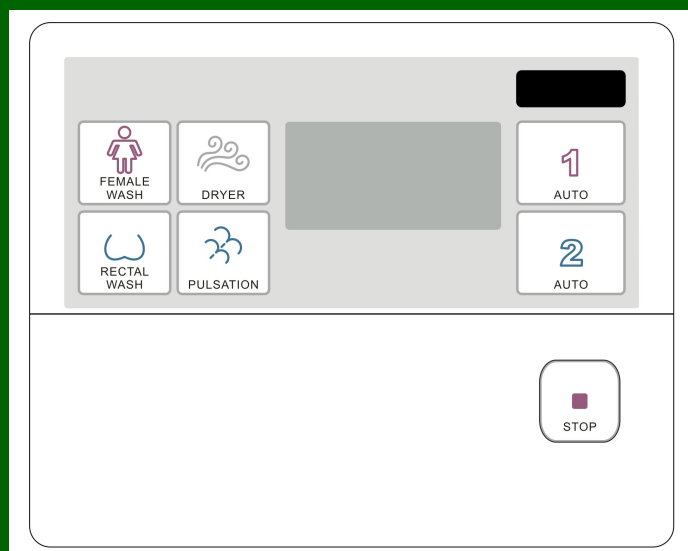 FEMALE
WASH
DRYER
1
AUTO
RECTAL
WASH
PULSATION
2
AUTO
STOP